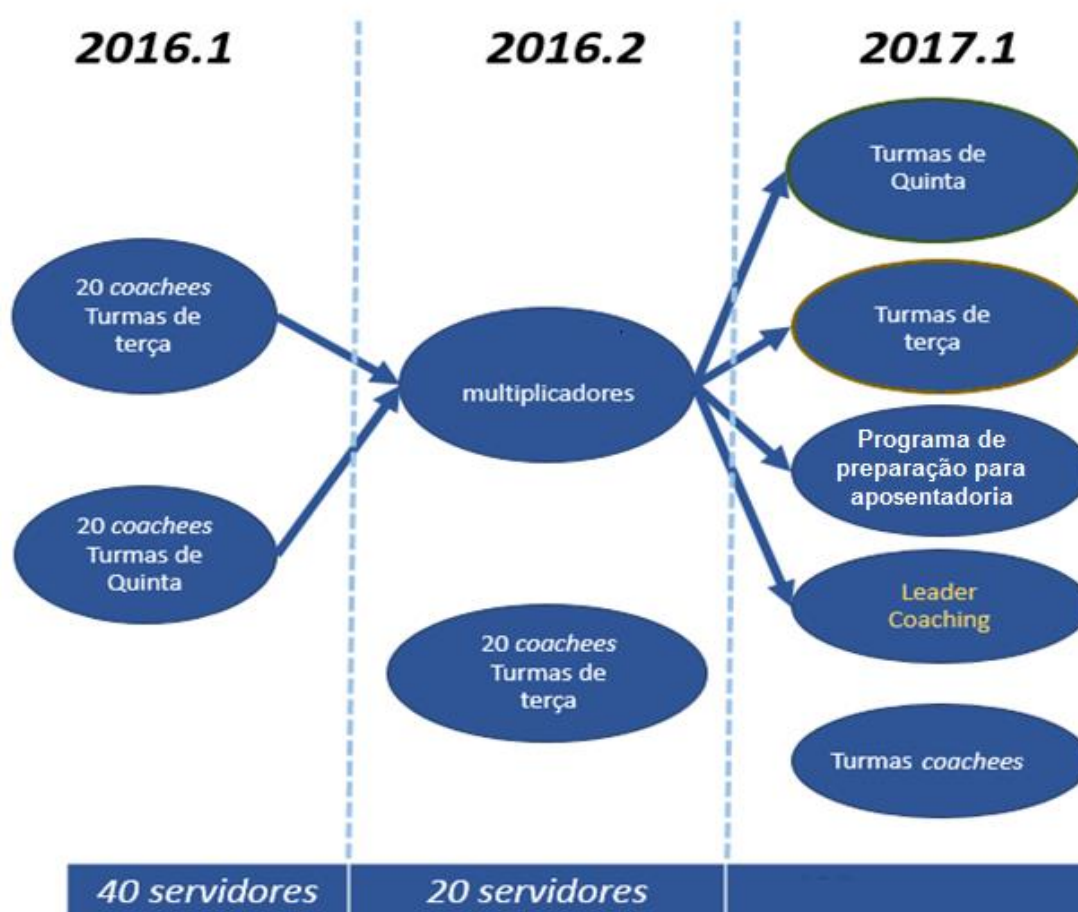 2016.1
2016.2
2017.1
20 coachees
Turmas de
terça
20 coachees
Turmas de
Quinta
multiplicadores
20 coachees
Turmas de
terça
Turmas de
Quinta
Turmas de
terça
Programa de
preparação para
aposentadoria
Leader
Coaching
Turmas coachees
40 servidores
20 servidores